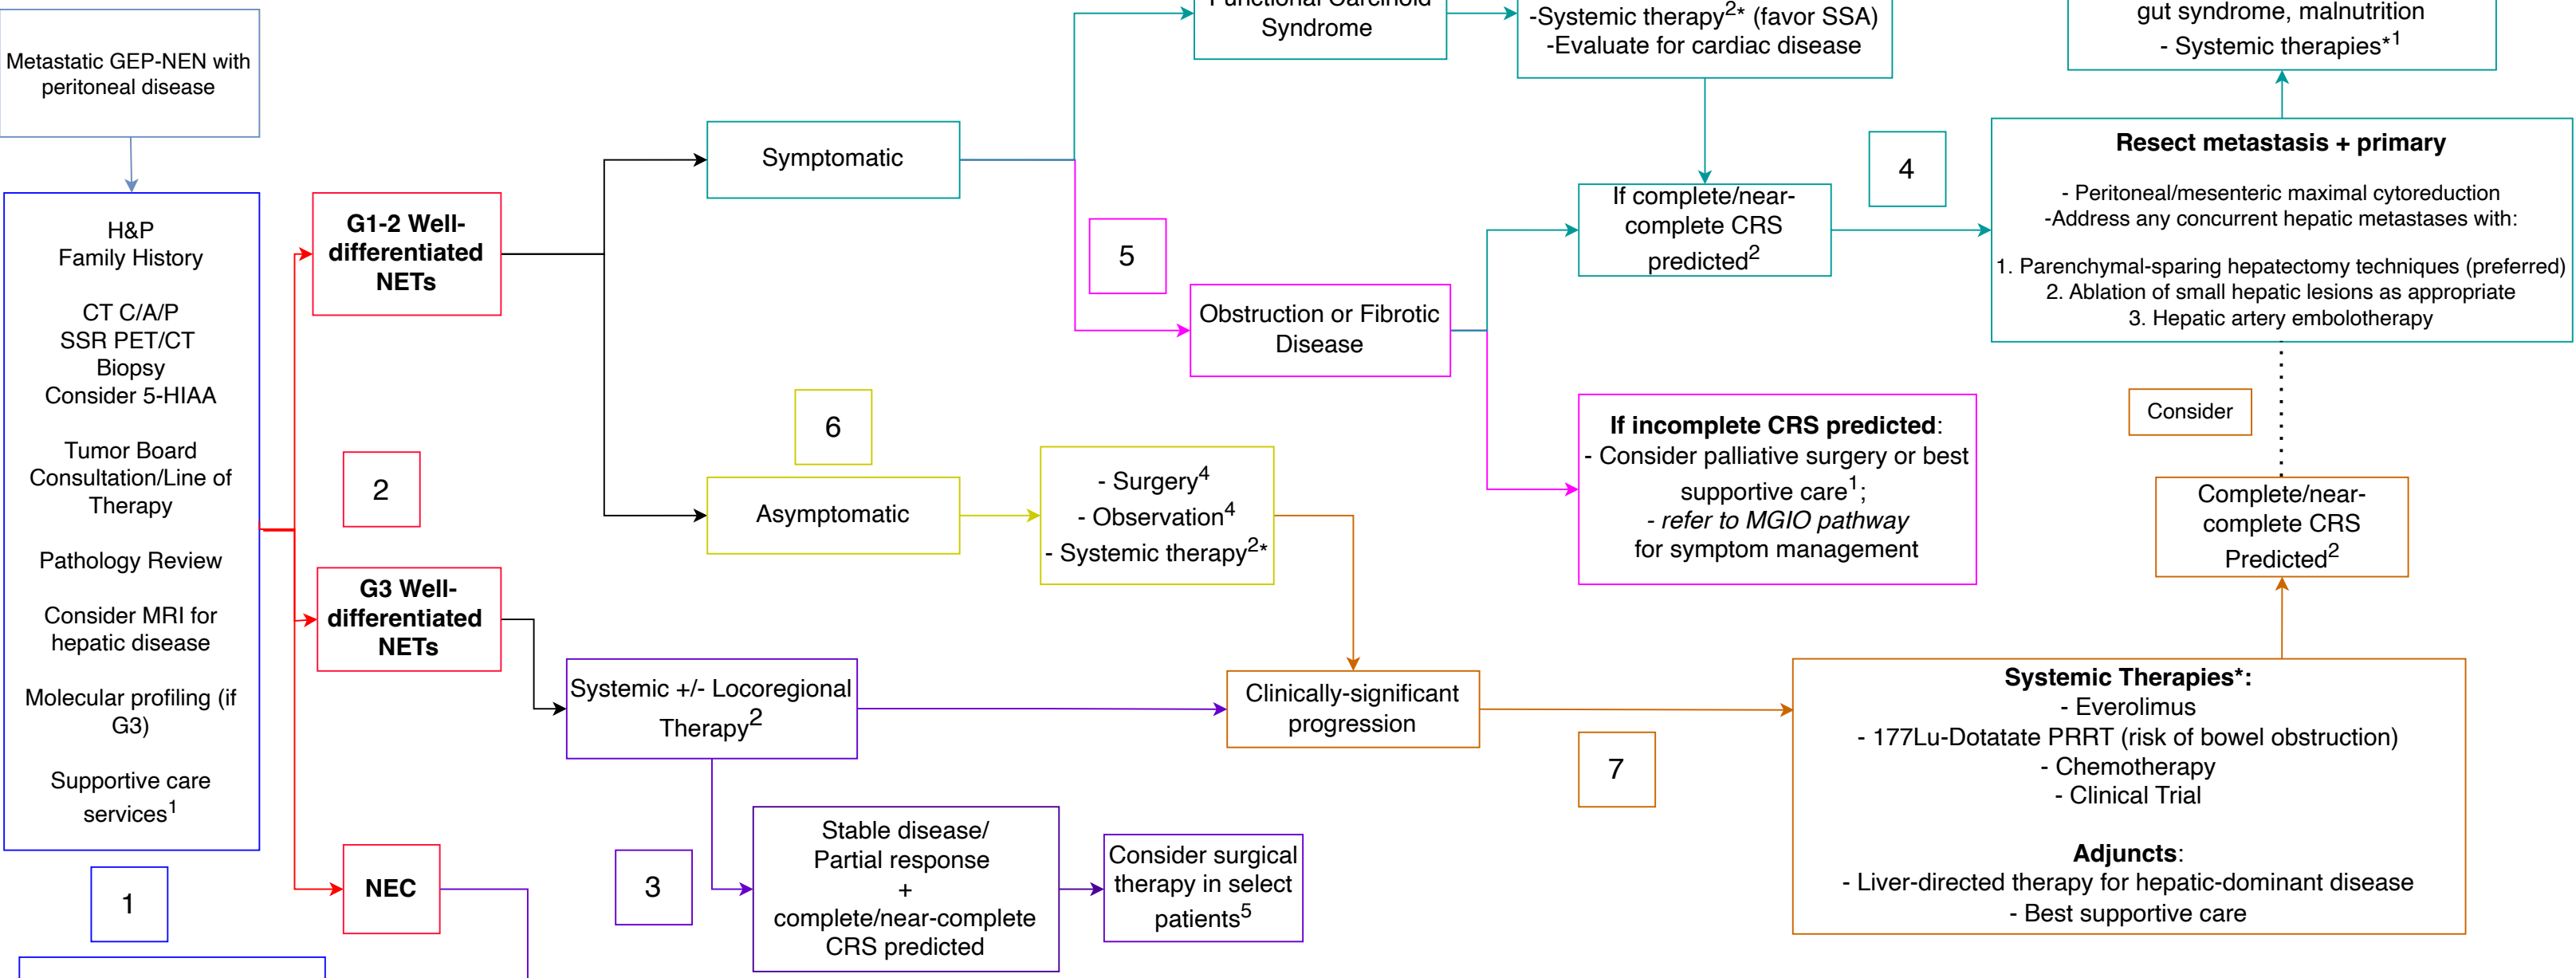 Metastatic GEP-NEN with
peritoneal disease
H&P
Family History
CT C/A/P
SSR PET/CT
Biopsy
Consider 5-HIAA
Tumor Board
Consultation/Line of
Therapy
Pathology Review
Consider MRI for
hepatic disease
Molecular profiling (if
G3)
Supportive care
services1
1
G1-2 Well-
differentiated
NETs
2
G3 Well-
differentiated
NETs
NEC
Symptomatic
Functional Carcinoid
Syndrome
-Systemic therapy2* (favor SSA)
-Evaluate for cardiac disease
gut syndrome, malnutrition
- Systemic therapies*1
5
Obstruction or Fibrotic
Disease
If complete/near-
complete CRS
predicted2
4
Resect metastasis + primary
- Peritoneal/mesenteric maximal cytoreduction
-Address any concurrent hepatic metastases with:
1. Parenchymal-sparing hepatectomy techniques (preferred)
2. Ablation of small hepatic lesions as appropriate
3. Hepatic artery embolotherapy
If incomplete CRS predicted:
- Consider palliative surgery or best
supportive care1;
- refer to MGIO pathway
for symptom management
Consider
Complete/near-
complete CRS
Predicted2
6
Asymptomatic
- Surgery4
- Observation4
- Systemic therapy2*
Systemic +/- Locoregional
Therapy2
Clinically-significant
progression
7
Systemic Therapies*:
- Everolimus
- 177Lu-Dotatate PRRT (risk of bowel obstruction)
- Chemotherapy
- Clinical Trial
Adjuncts:
- Liver-directed therapy for hepatic-dominant disease
- Best supportive care
3
Stable disease/
Partial response
+
complete/near-complete
CRS predicted
Consider surgical
therapy in select
patients5